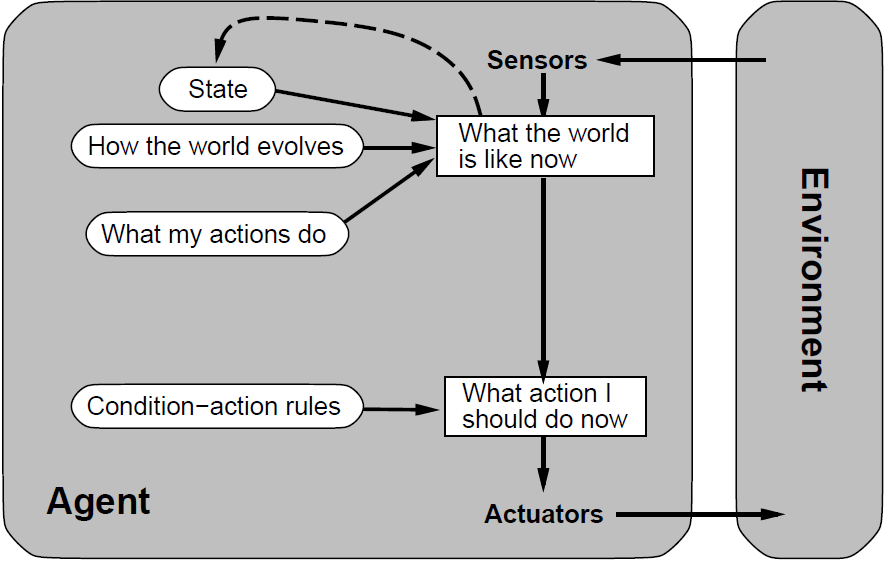 Sensors
State
What the world
is like now
How the world evolves
What my actions do
Environment
Condition−action rules
What action I
should do now
Agent
Actuators